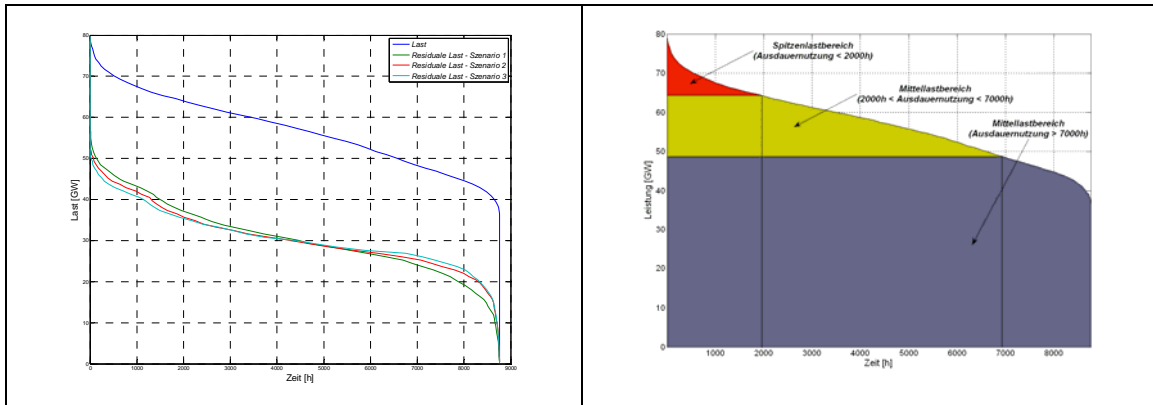 80
70
60
50
40
30
20
10
0
Last [GW]
0
1000
2000
3000
4000
5000
6000
7000
8000
9000
Zeit [h]
Last
Residuale Last - Szenario 1
Residuale Last - Szenario 2
Residuale Last - Szenario 3
80
70
60
50
40
30
20
10
0
Leistung [GW]
Spitzenlastbereich
(Ausdauernutzung < 2000h)
Mittellastbereich
(2000h < Ausdauernutzung < 7000h)
Mittellastbereich
(Ausdauernutzung > 7000h)
1000
2000
3000
4000
5000
6000
7000
8000
Zeit [h]